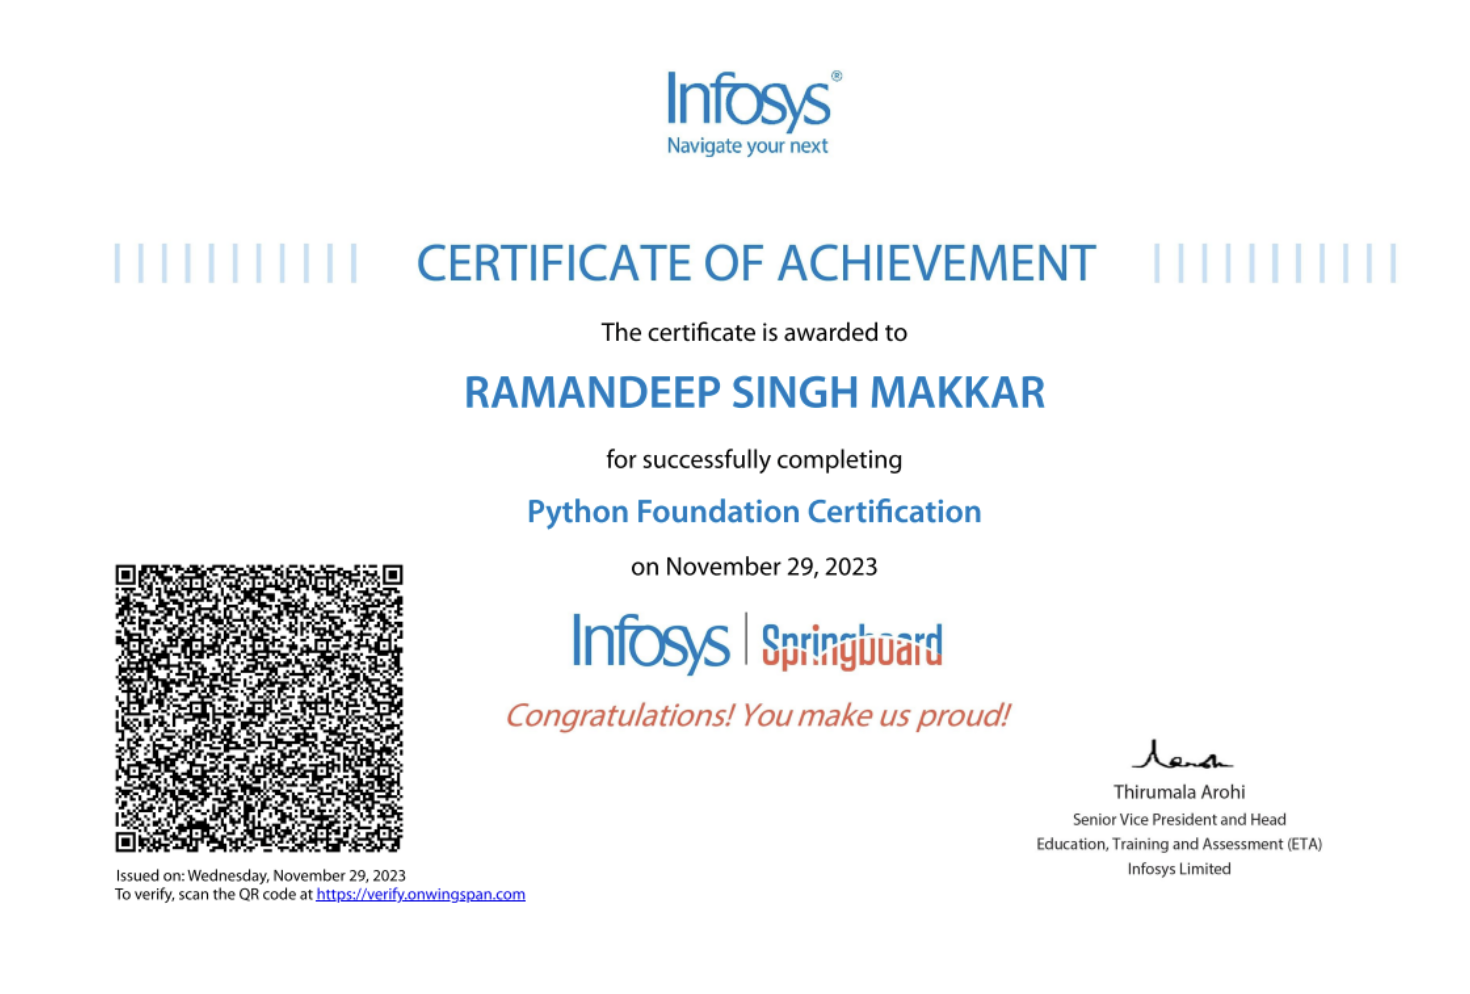 Infosys®
Navigate your next
CERTIFICATE OF ACHIEVEMENT
The certificate is awarded to
RAMANDEEP SINGH MAKKAR
for successfully completing
Python Foundation Certification
on November 29, 2023
Infosys | Springboard
Congratulations! You make us proud!
Thirumala Arohi
Senior Vice President and Head
Education, Training and Assessment (ETA)
Infosys Limited
Issued on: Wednesday, November 29, 2023
To verify, scan the QR code at https://verify.onwingspan.com